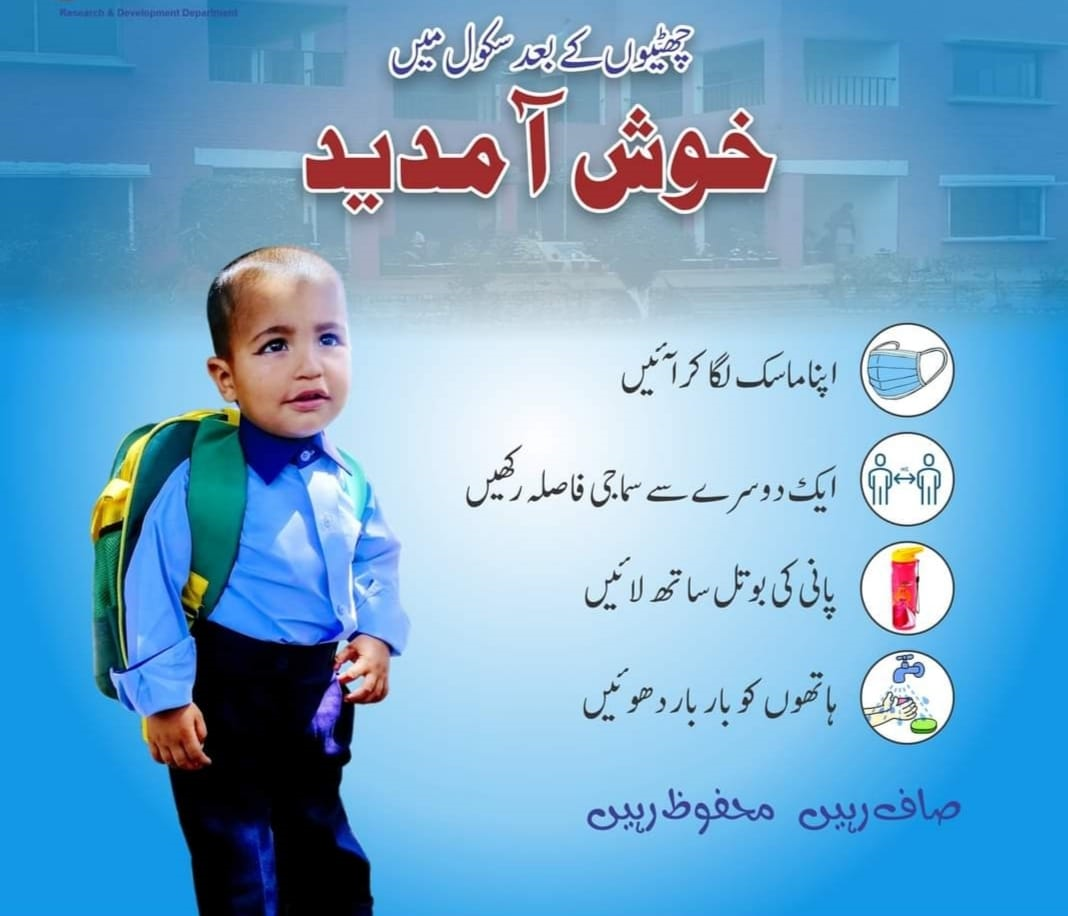 Research & Development Department
چھٹیوں کے بعد سکول میں
خوش آمدید
اپنا ماسک لگا کر آئیں
ایک دوسرے سے سماجی فاصلہ رکھیں
پانی کی بوتل ساتھ لائیں
ہاتھوں کو بار بار دھوئیں
صاف رہیں محفوظ رہیں